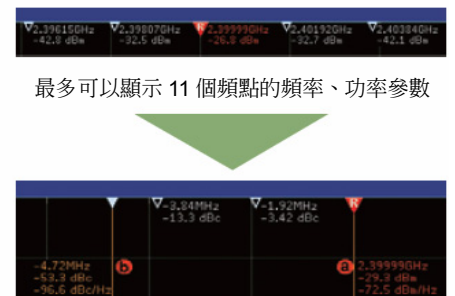 2.39615GHz 2.39807GHz R 2.39999GHz 2.40192GHz 2.40384GHz
-42.8 dBm -32.5 dBm -26.8 dBm -32.7 dBm -42.1 dBm
最多可以顯示 11 個頻點的頻率、功率參數
-3.84MHz -1.92MHz R
-13.3 dBc -3.42 dBc
-4.72MHz b a 2.39999GHz
-53.3 dBc -29.3 dBm
-96.6 dBc/Hz -72.5 dBm/Hz